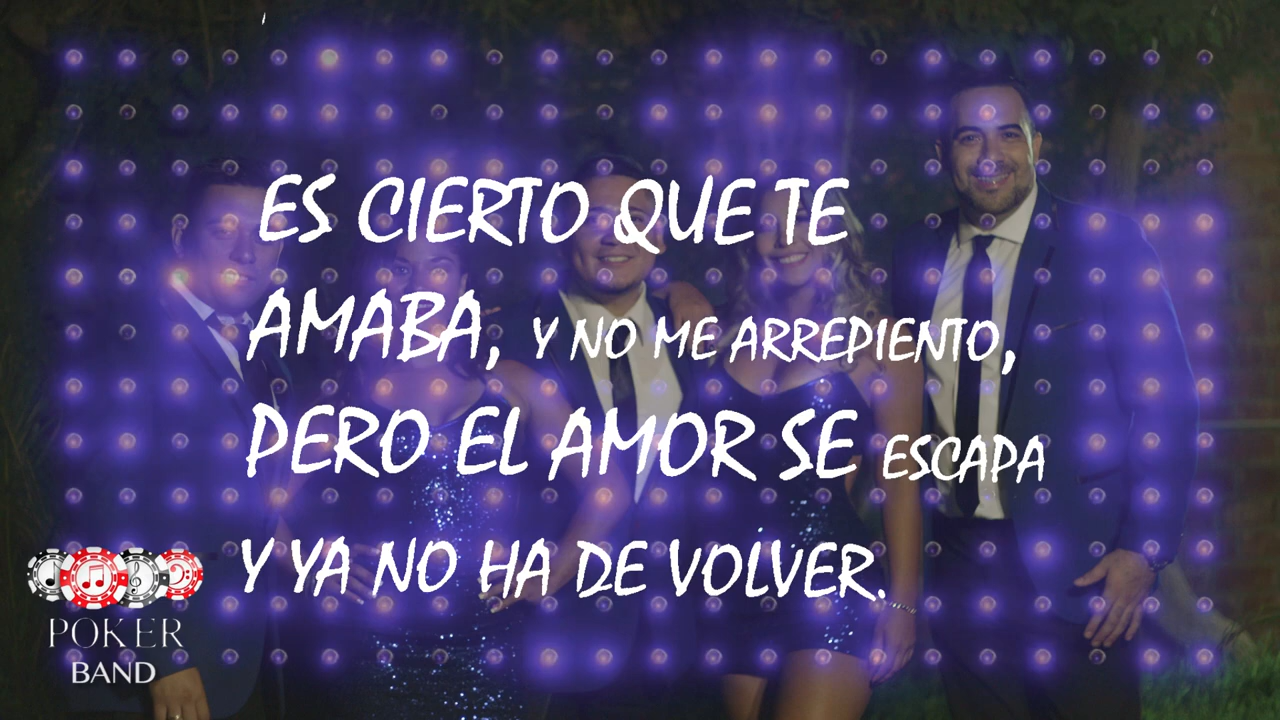 ES CIERTO QUE TE
AMABA, Y NO ME ARREPIENTO,
PERO EL AMOR SE ESCAPA
Y YA NO HA DE VOLVER.
POKER
BAND